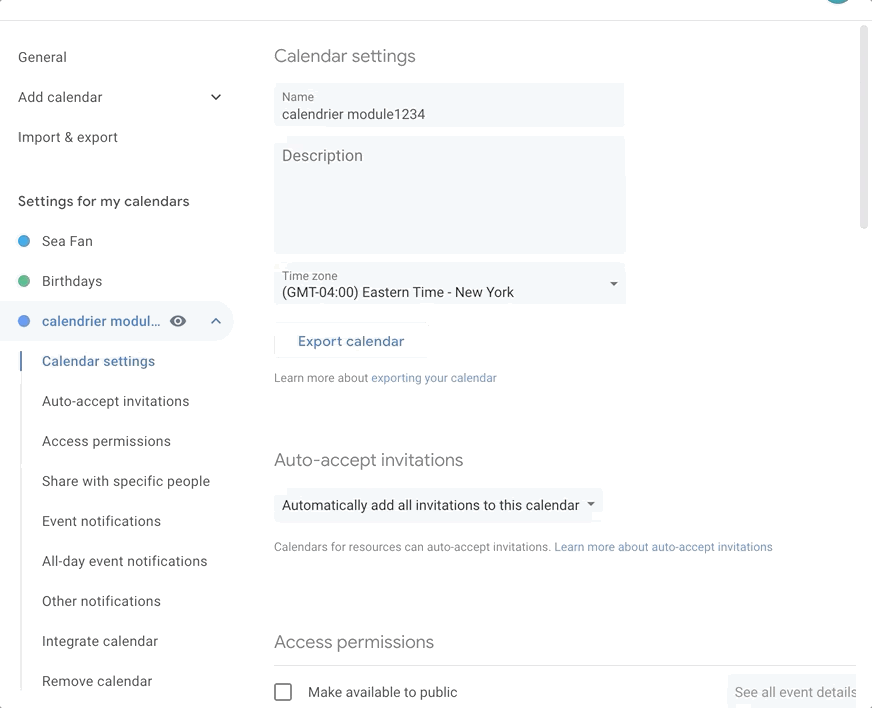 General
Add calendar
Import & export
Settings for my calendars
Sea Fan
Birthdays
calendrier modul...
Calendar settings
Auto-accept invitations
Access permissions
Share with specific people
Event notifications
All-day event notifications
Other notifications
Integrate calendar
Remove calendar
Calendar settings
Name
calendrier module1234
Description
Time zone
(GMT-04:00) Eastern Time - New York
Export calendar
Learn more about exporting your calendar
Auto-accept invitations
Automatically add all invitations to this calendar
Calendars for resources can auto-accept invitations. Learn more about auto-accept invitations
Access permissions
Make available to public
See all event details